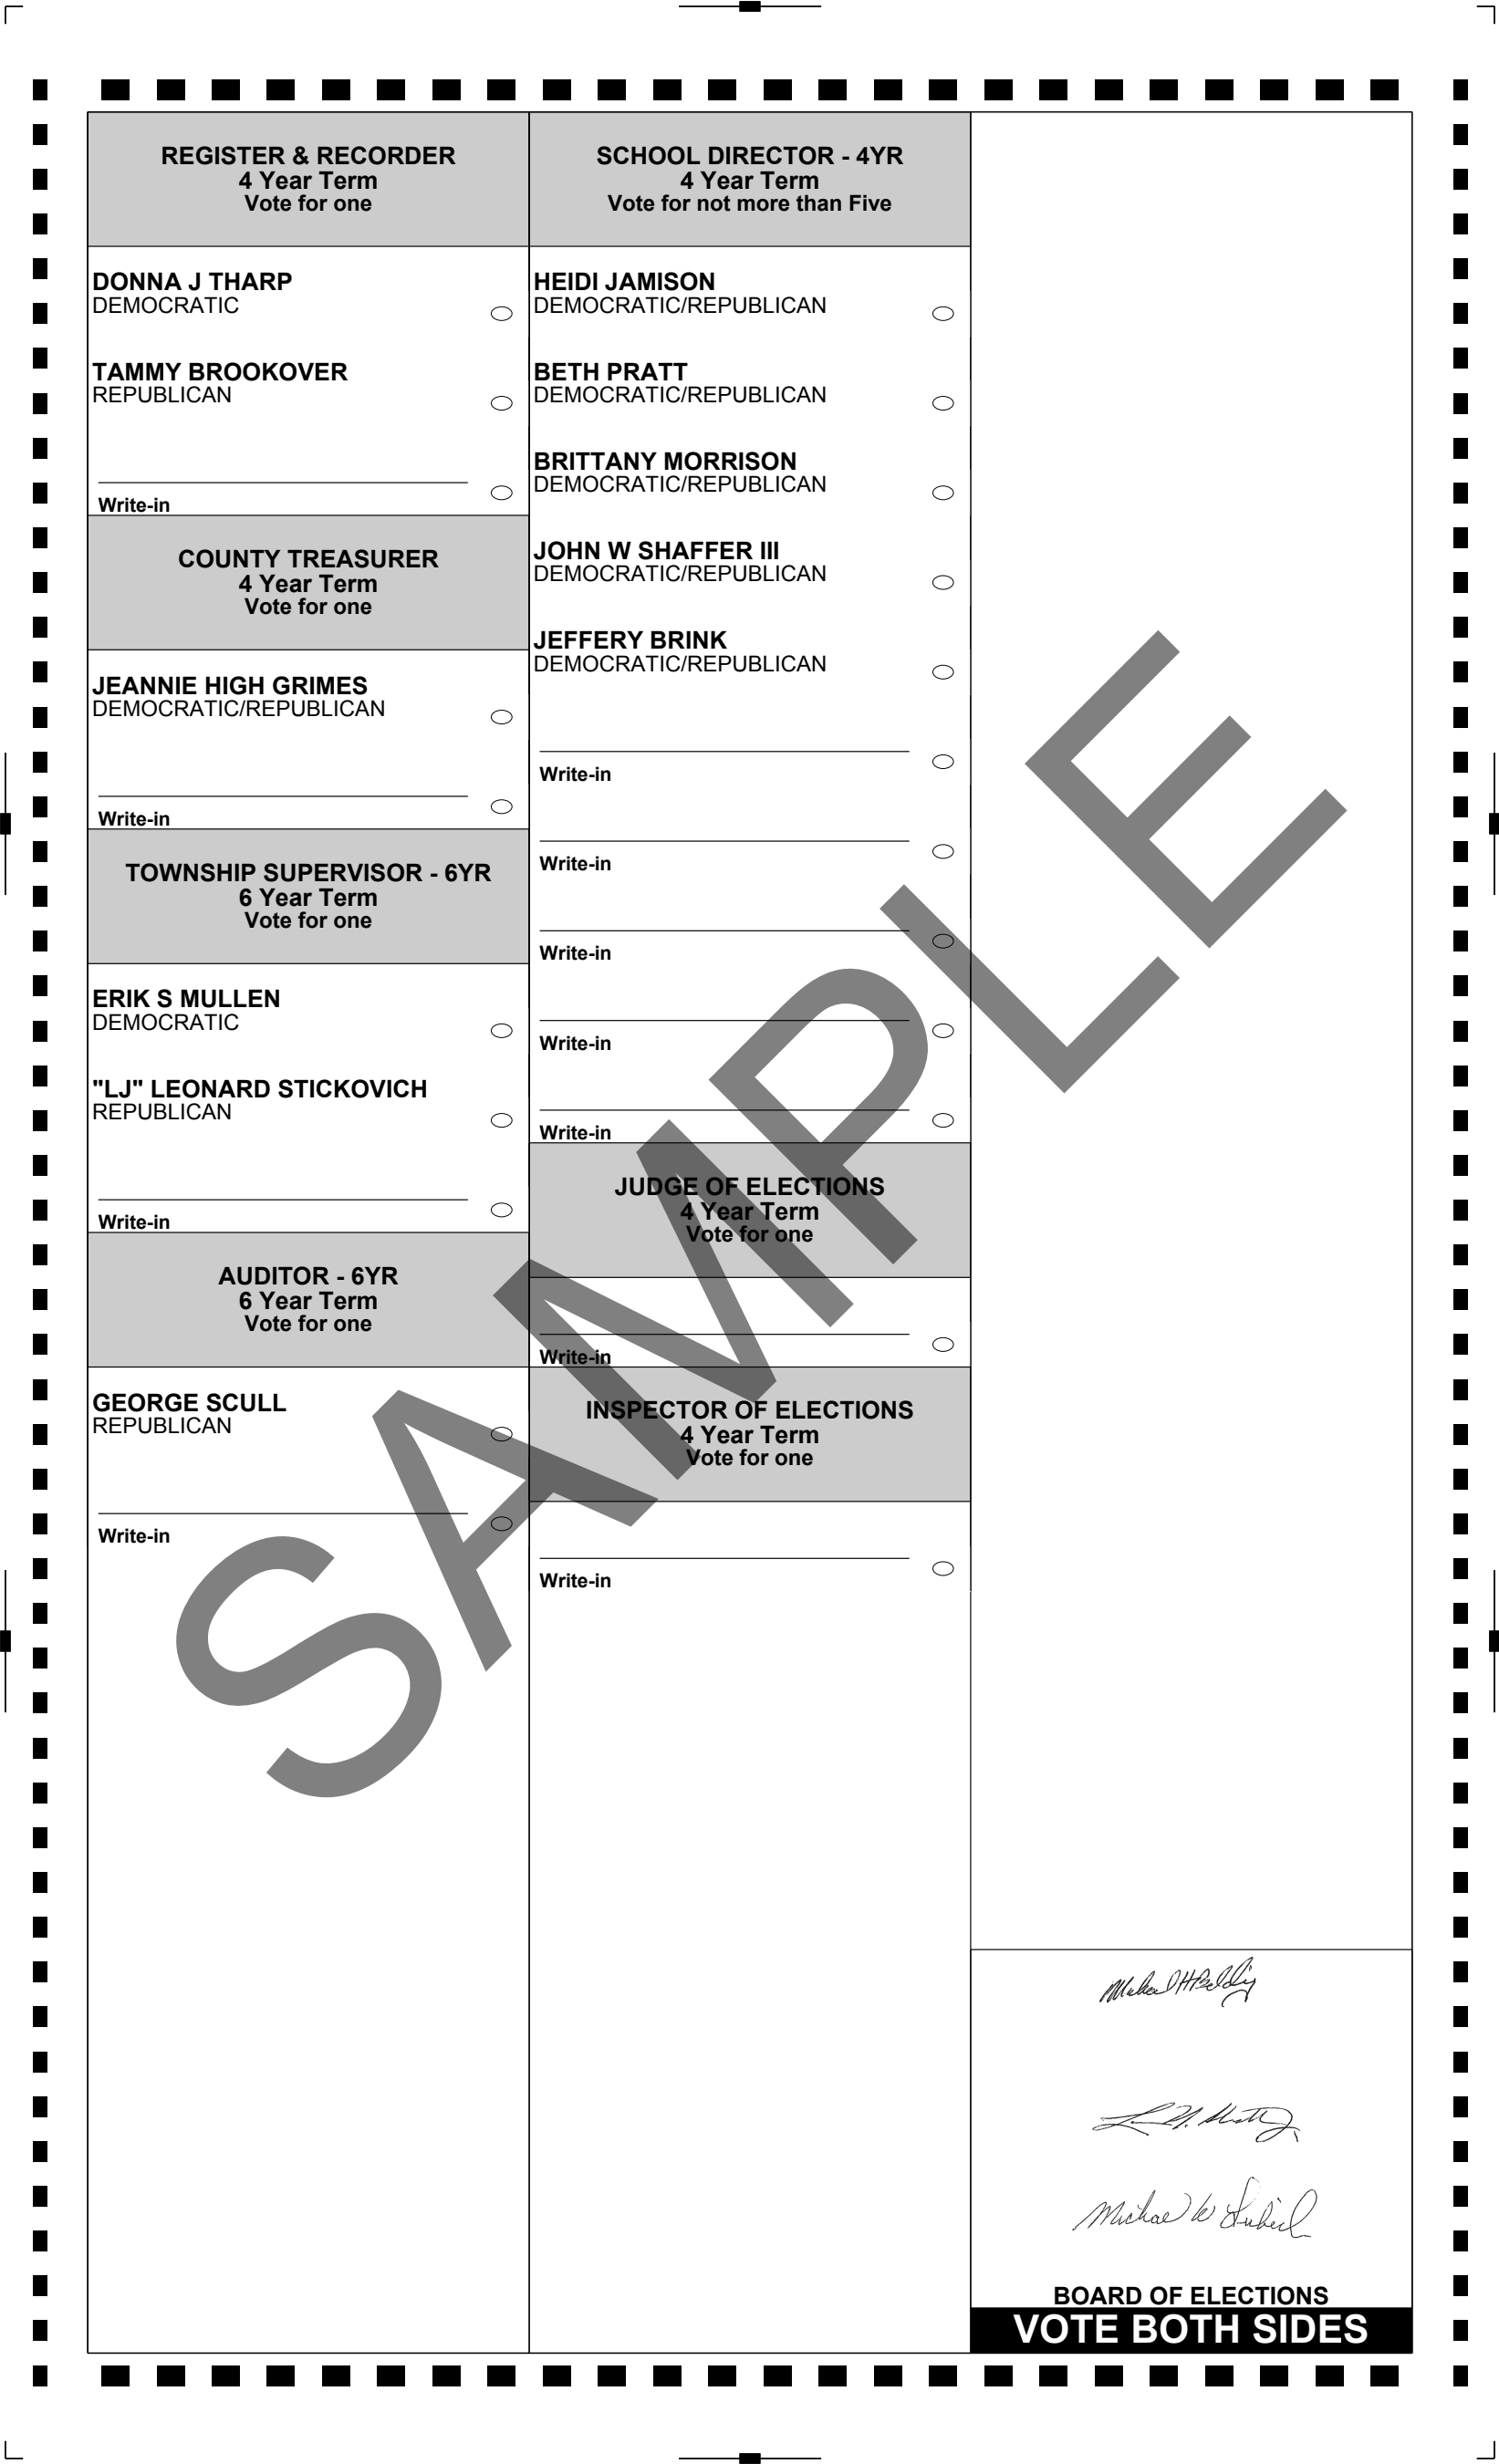 REGISTER & RECORDER
4 Year Term
Vote for one
DONNA J THARP
DEMOCRATIC
TAMMY BROOKOVER
REPUBLICAN
Write-in
COUNTY TREASURER
4 Year Term
Vote for one
JEANNIE HIGH GRIMES
DEMOCRATIC/REPUBLICAN
Write-in
TOWNSHIP SUPERVISOR - 6YR
6 Year Term
Vote for one
ERIK S MULLEN
DEMOCRATIC
"LJ" LEONARD STICKOVICH
REPUBLICAN
Write-in
AUDITOR - 6YR
6 Year Term
Vote for one
GEORGE SCULL
REPUBLICAN
Write-in
SCHOOL DIRECTOR - 4YR
4 Year Term
Vote for not more than Five
HEIDI JAMISON
DEMOCRATIC/REPUBLICAN
BETH PRATT
DEMOCRATIC/REPUBLICAN
BRITTANY MORRISON
DEMOCRATIC/REPUBLICAN
JOHN W SHAFFER III
DEMOCRATIC/REPUBLICAN
JEFFERY BRINK
DEMOCRATIC/REPUBLICAN
Write-in
Write-in
Write-in
Write-in
Write-in
JUDGE OF ELECTIONS
4 Year Term
Vote for one
Write-in
INSPECTOR OF ELECTIONS
4 Year Term
Vote for one
Write-in
SAMPLE
Michael W
BOARD OF ELECTIONS
VOTE BOTH SIDES